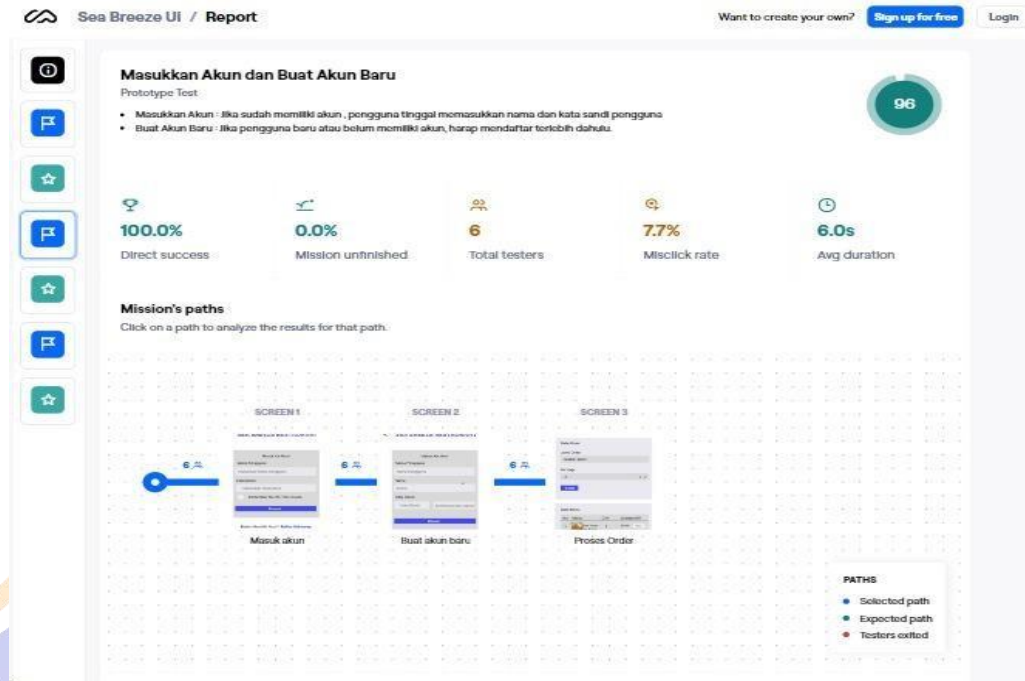 Sea Breeze UI / Report
Want to create your own?
Sign up for free
Login
Masukkan Akun dan Buat Akun Baru
Prototype Test
Masukkan Akun : Jika sudah memiliki akun , pengguna tinggal memasukkan nama dan kata sandi pengguna
Buat Akun Baru : Jika pengguna baru atau belum memiliki akun, harap mendaftar terlebih dahulu.
96
100.0%
Direct success
0.0%
Mission unfinished
6
Total testers
7.7%
Misclick rate
6.0s
Avg duration
Mission's paths
Click on a path to analyze the results for that path.
SCREEN 1
SCREEN 2
SCREEN 3
6
6
6
Masuk akun
Buat akun baru
Proses Order
PATHS
Selected path
Expected path
Testers exited